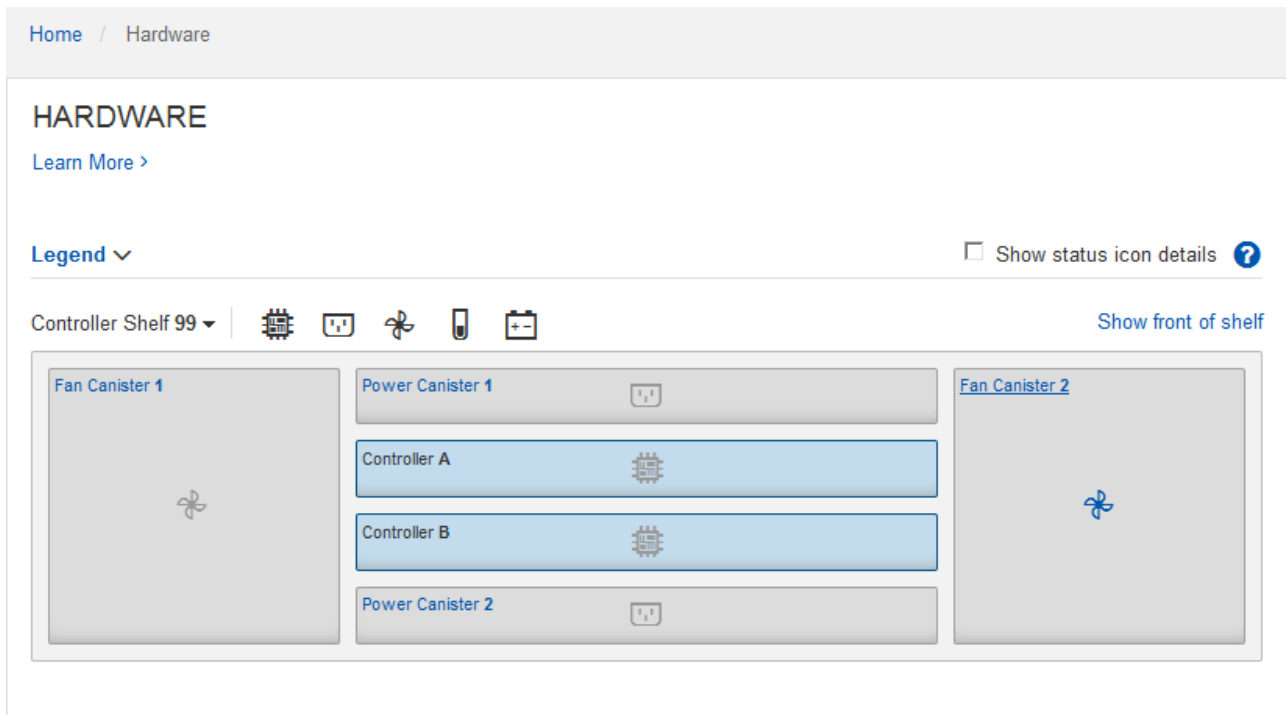 Home / Hardware
HARDWARE
Learn More >
Legend
Show status icon details ?
Controller Shelf 99
Show front of shelf
Fan Canister 1
Power Canister 1
Controller A
Controller B
Power Canister 2
Fan Canister 2